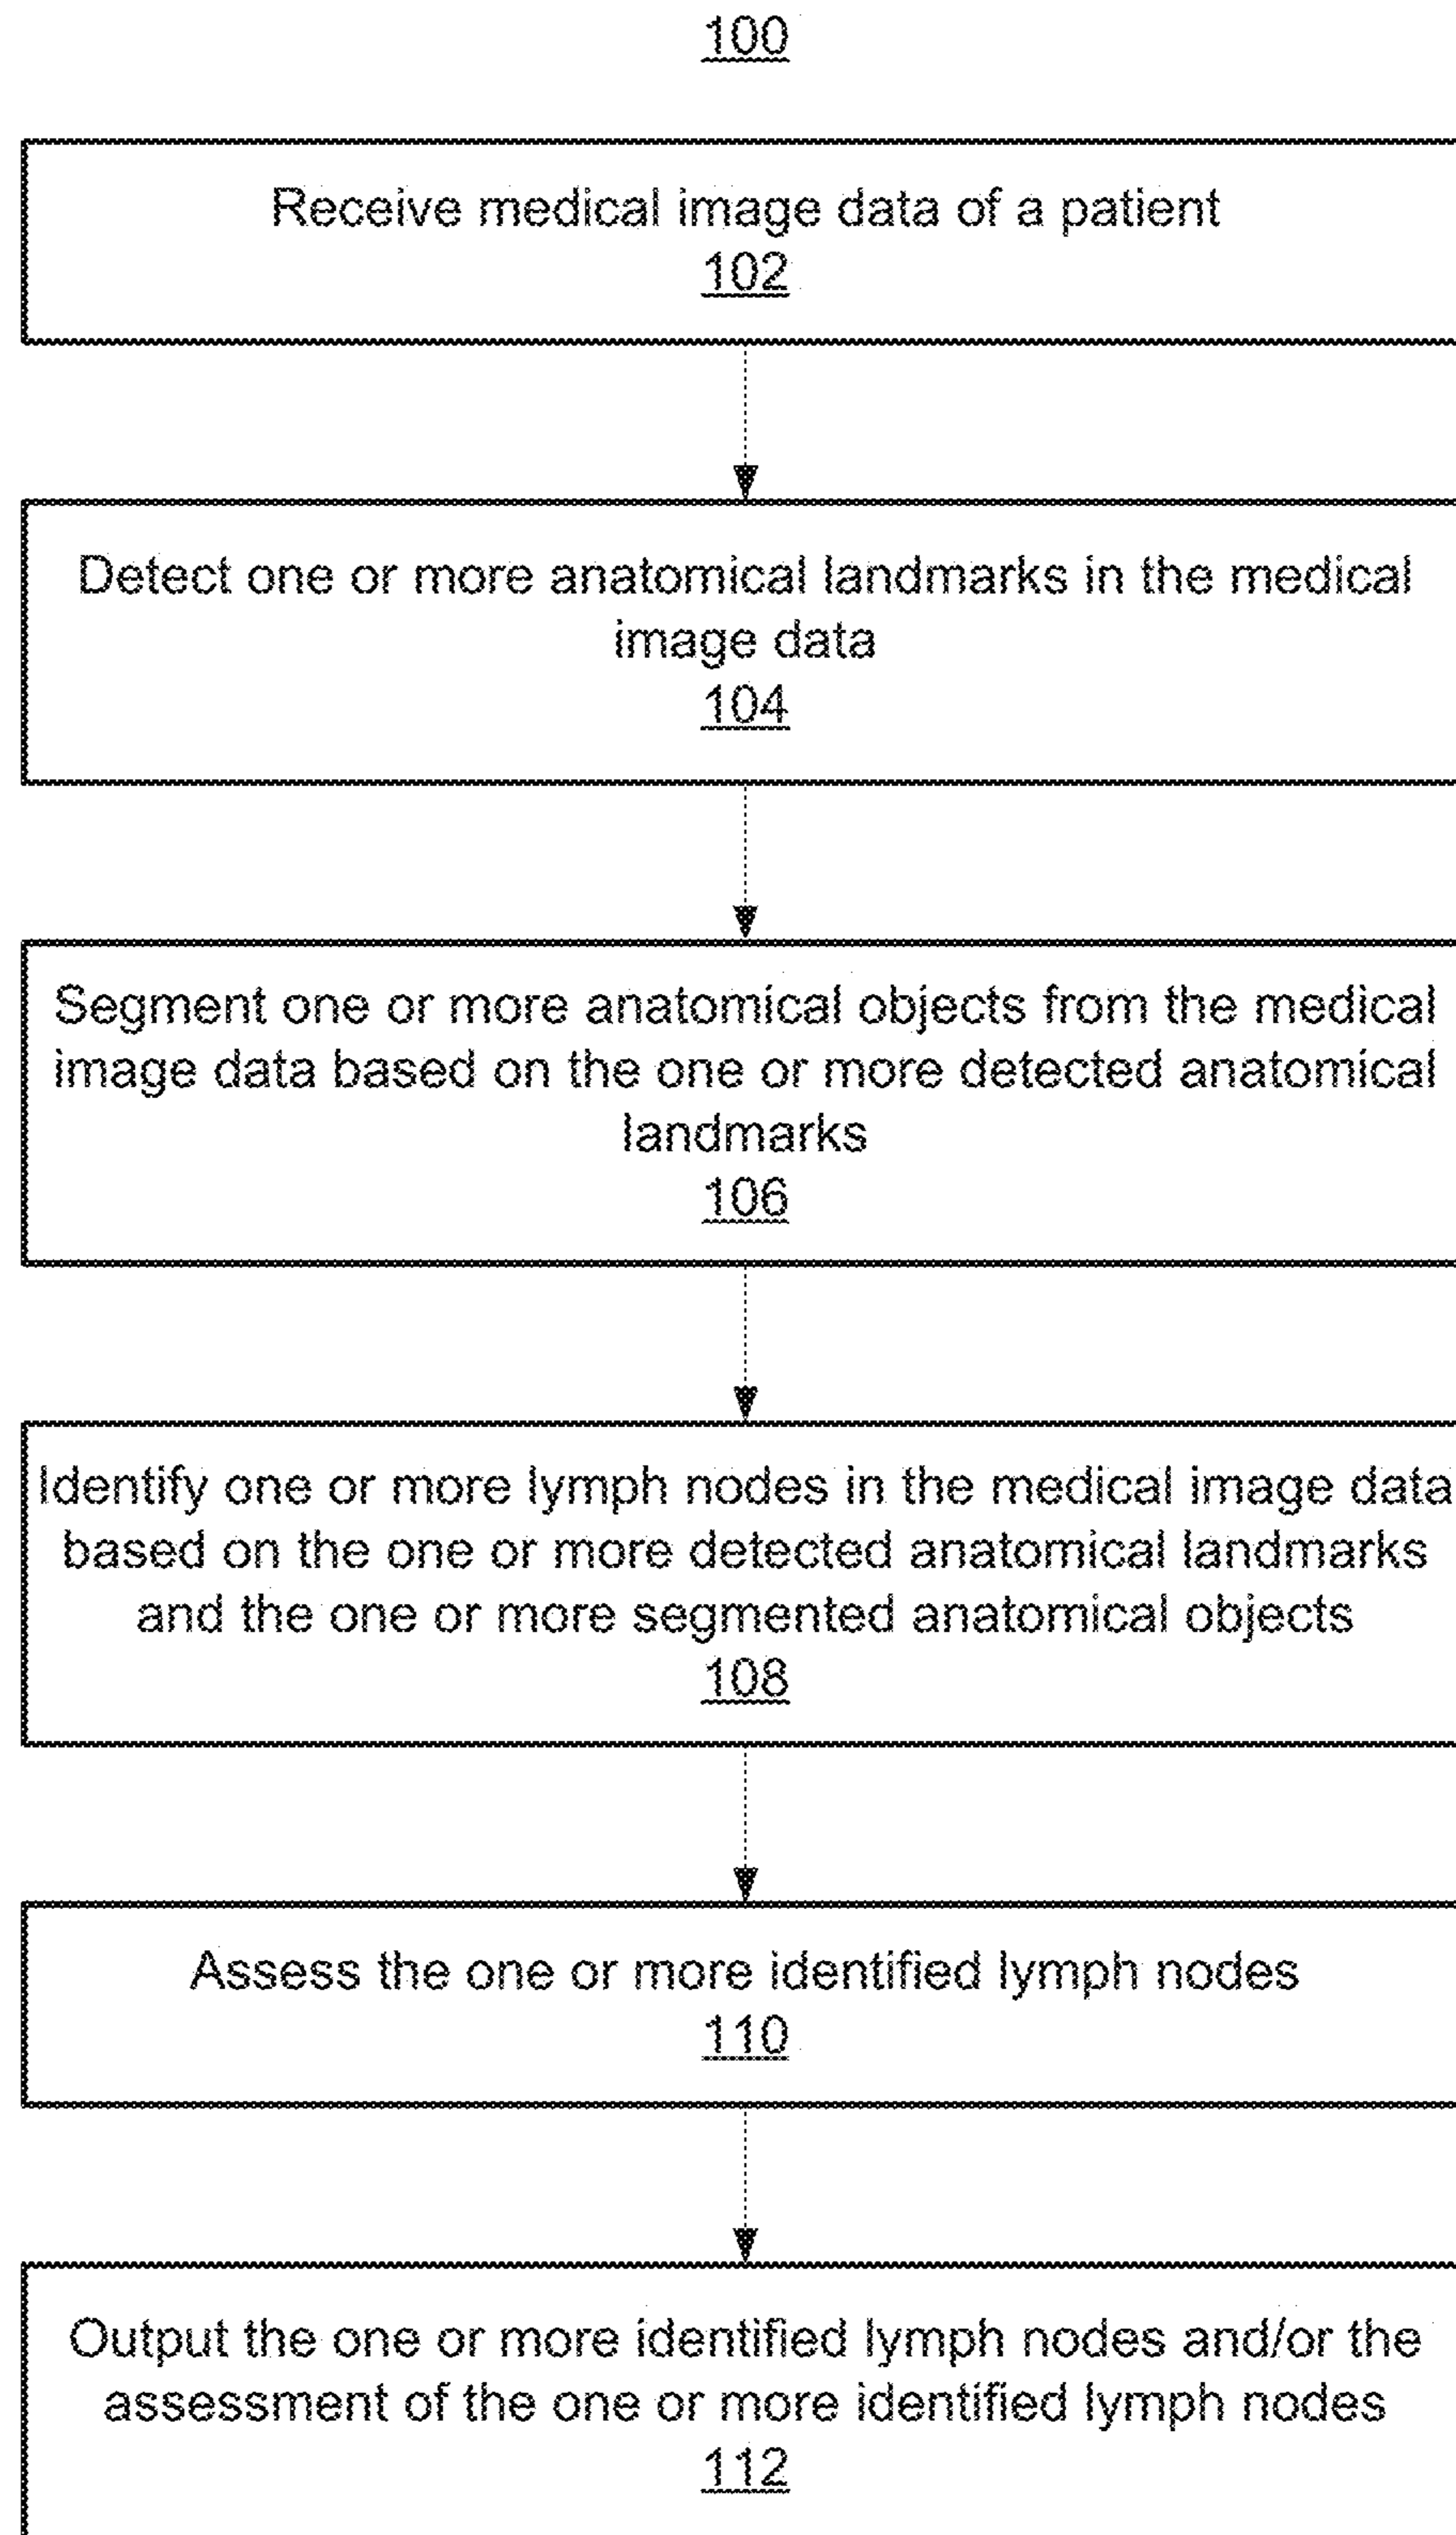 100
Receive medical image data of a patient
102
Detect one or more anatomical landmarks in the medical
image data
104
Segment one or more anatomical objects from the medical
image data based on the one or more detected anatomical
landmarks
106
Identify one or more lymph nodes in the medical image data
based on the one or more detected anatomical landmarks
and the one or more segmented anatomical objects
108
Assess the one or more identified lymph nodes
110
Output the one or more identified lymph nodes and/or the
assessment of the one or more identified lymph nodes
112